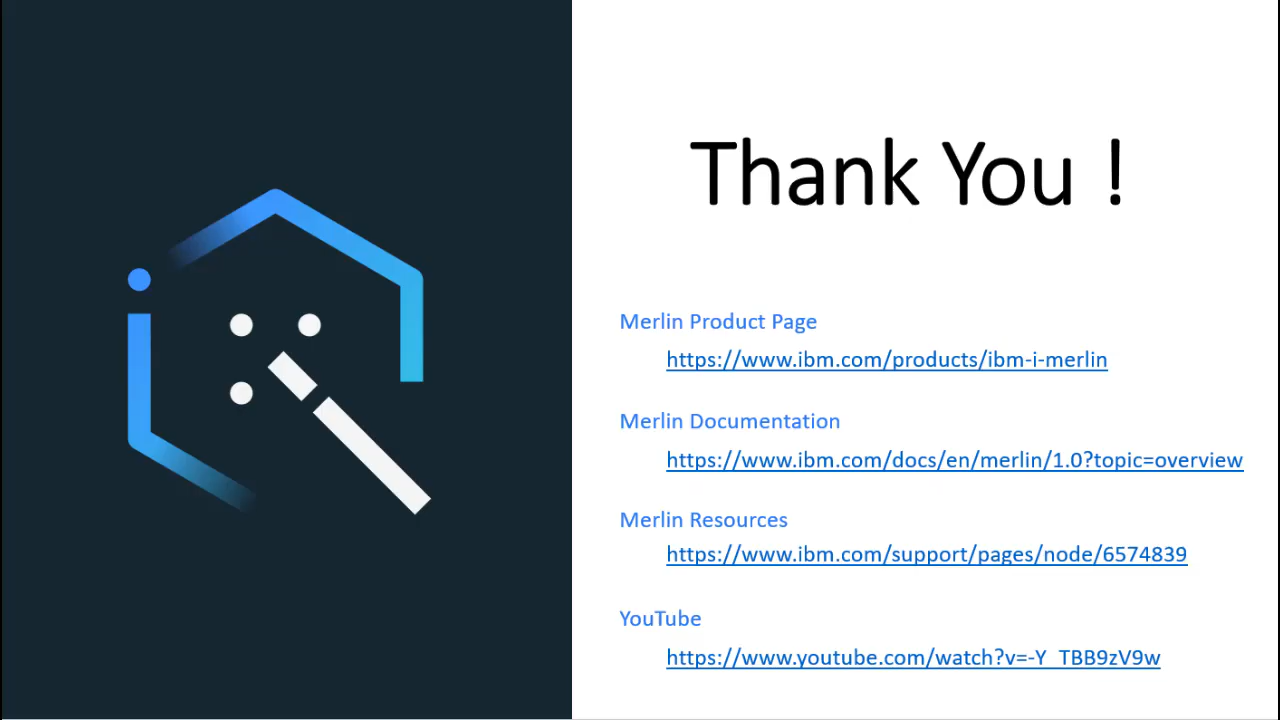 Thank You !
Merlin Product Page
https://www.ibm.com/products/ibm-i-merlin
Merlin Documentation
https://www.ibm.com/docs/en/merlin/1.0?topic=overview
Merlin Resources
https://www.ibm.com/support/pages/node/6574839
YouTube
https://www.youtube.com/watch?v=-Y_TBB9zV9w